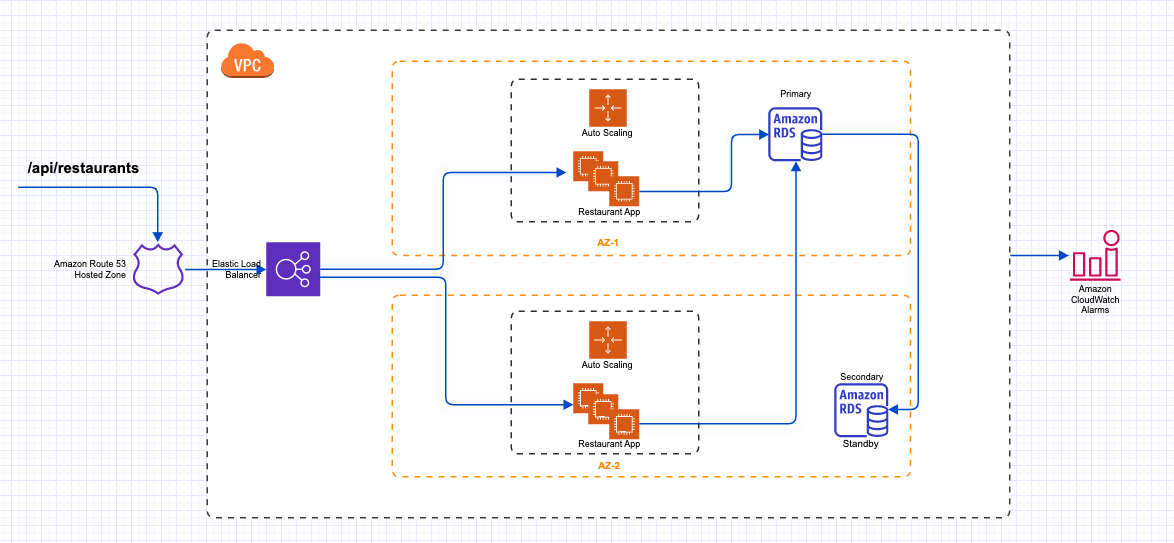 VPC
Primary
Amazon
RDS
Auto Scaling
/api/restaurants
Restaurant App
AZ-1
Amazon Route 53
Hosted Zone
Elastic Load
Balancer
Amazon
CloudWatch
Alarms
Auto Scaling
Secondary
Amazon
RDS
Restaurant App
Standby
AZ-2